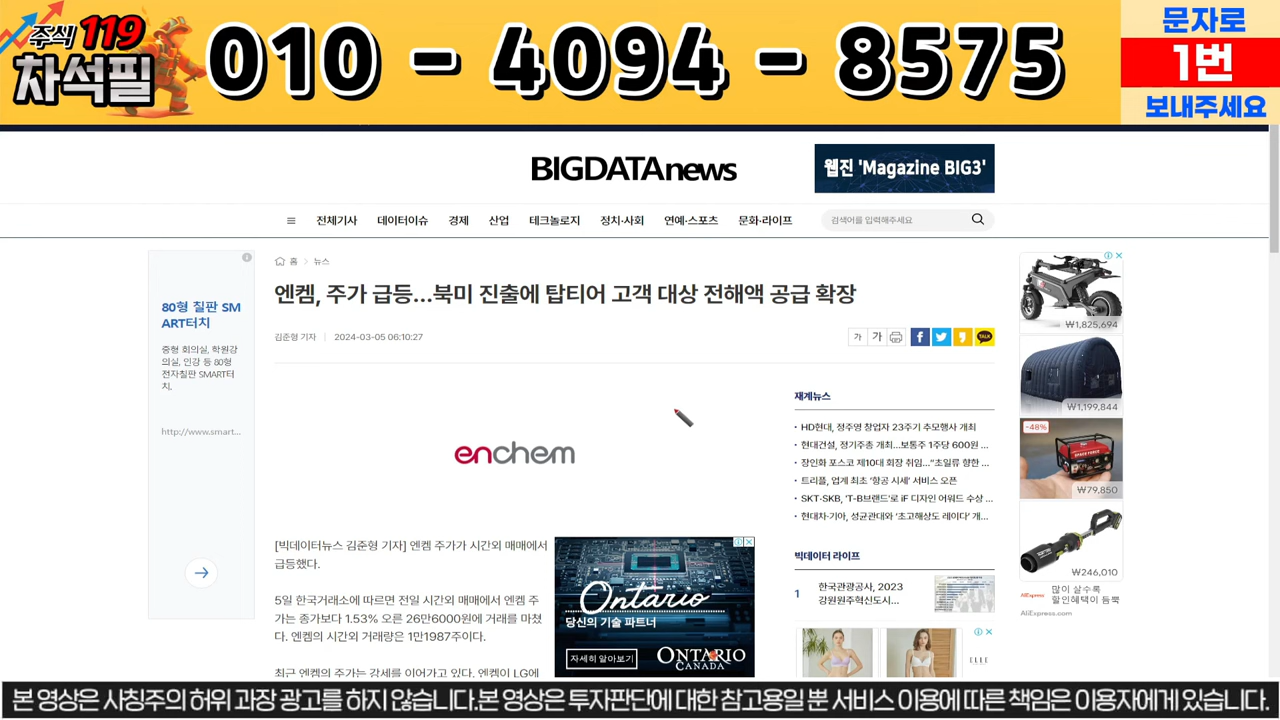 주식 119
차석필
010 - 4094 - 8575
문자로
1번
보내주세요
BIGDATAnews
웹진 'Magazine BIG3'
전체기사 데이터이슈 경제 산업 테크놀로지 정치·사회 연예·스포츠 문화·라이프
검색어를 입력해주세요
홈 > 뉴스
엔켐, 주가 급등...북미 진출에 탑티어 고객 대상 전해액 공급 확장
김준형 기자 | 2024-03-05 06:10:27
가 가
TALK
80형 칠판 SM
ART터치
중형 회의실, 학원강
의실, 인강 등 80형
전자칠판 SMART터
치.
http://www.smart...
enchem
[빅데이터뉴스 김준형 기자] 엔켐 주가가 시간외 매매에서
급등했다.
5일 한국거래소에 따르면 전일 시간외 매매에서 엔켐 주
가는 종가보다 1.33% 오른 26만6000원에 거래를 마쳤
다. 엔켐의 시간외 거래량은 1만1987주이다.
최근 엔켐의 주가는 강세를 이어가고 있다. 엔켐이 LG에
Ontario
당신의 기술 파트너
자세히 알아보기
ONTARIO
CANADA
재계뉴스
· HD현대, 정주영 창업자 23주기 추모행사 개최
· 현대건설, 정기주총 개최...보통주 1주당 600원 ...
· 장인화 포스코 제10대 회장 취임..."초일류 향한 ...
· 트리플, 업계 최초 '항공 시세' 서비스 오픈
· SKT·SKB, 'T-B브랜드'로 iF 디자인 어워드 수상 ...
· 현대차·기아, 성균관대와 '초고해상도 레이다' 개...
빅데이터 라이프
1 한국관광공사, 2023
강원원주혁신도시...
ELLE
₩1,825,694
₩1,199,844
-48%
₩79,850
₩246,010
AliExpress
많이 살수록
할인혜택이 듬뿍
AliExpress.com
본 영상은 사칭주의 허위 과장 광고를 하지 않습니다.본 영상은 투자판단에 대한 참고용일 뿐 서비스 이용에 따른 책임은 이용자에게 있습니다.